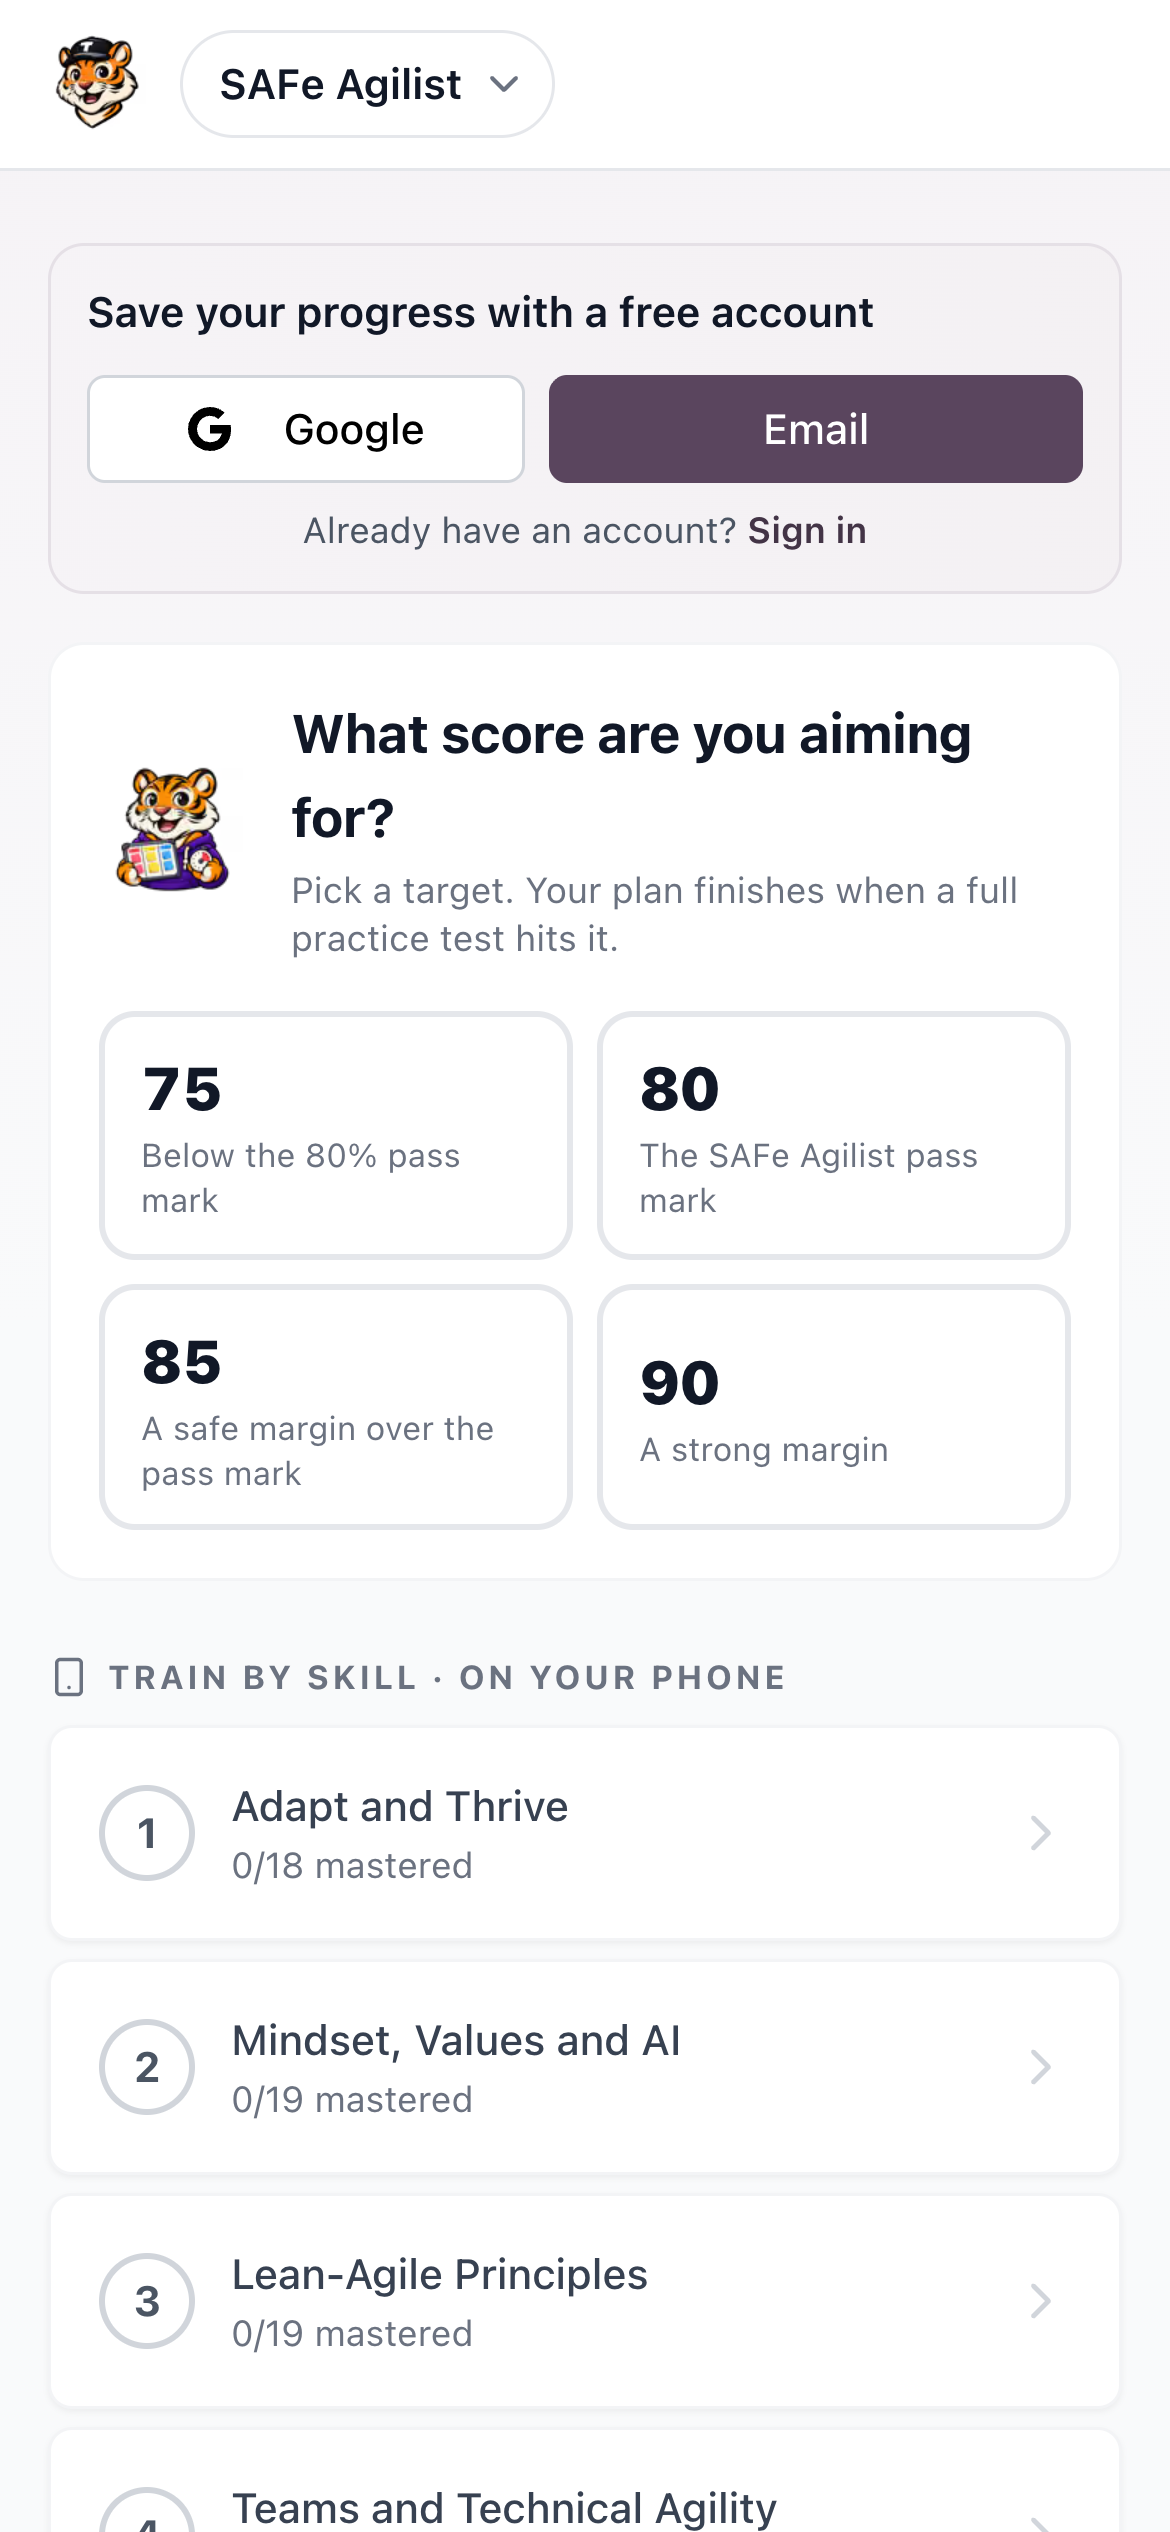 T
SAFe Agilist
Save your progress with a free account
Google
Email
Already have an account? Sign in
What score are you aiming
for?
Pick a target. Your plan finishes when a full
practice test hits it.
75
Below the 80% pass
mark
80
The SAFe Agilist pass
mark
85
A safe margin over the
pass mark
90
A strong margin
TRAIN BY SKILL · ON YOUR PHONE
1
Adapt and Thrive
0/18 mastered
2
Mindset, Values and AI
0/19 mastered
3
Lean-Agile Principles
0/19 mastered
4
Teams and Technical Agility